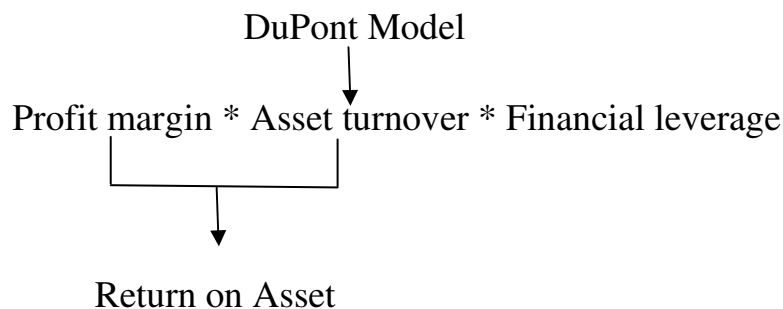 DuPont Model
Profit margin * Asset turnover * Financial leverage
Return on Asset